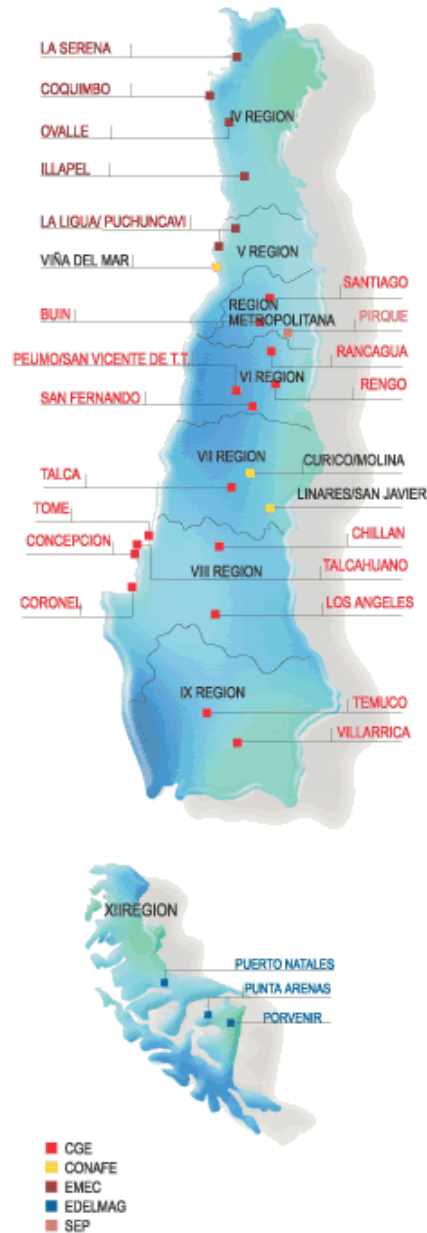 LA SERENA
COQUIMBO
IV REGION
OVALLE
ILLAPEL
LA LIGUA/ PUCHUNCAVI
V REGION
VIÑA DEL MAR
SANTIAGO
REGION
METROPOLITANA
BUIN
PIRQUE
PEUMO/SAN VICENTE DE T.T.
RANCAGUA
VI REGION
RENGO
SAN FERNANDO
VII REGION
CURICO/MOLINA
TALCA
LINARES/SAN JAVIER
TOME
CHILLAN
CONCEPCION
VIII REGION
TALCAHUANO
CORONEL
LOS ANGELES
IX REGION
TEMUCO
VILLARRICA
XIIREGION
PUERTO NATALES
PUNTA ARENAS
PORVENIR
CGE
CONAFE
EMEC
EDELMAG
SEP